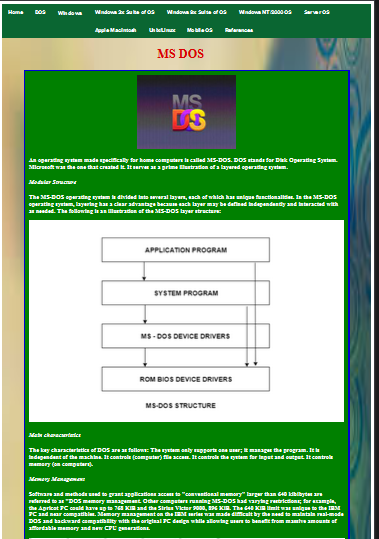 Home DOS Windows Windows 3x Suite of OS Windows 9x Suite of OS Windows NT/2000 OS Server OS
Apple Macintosh Unix/Linux Mobile OS References
MS DOS
MS
DOS
An operating system made specifically for home computers is called MS-DOS. DOS stands for Disk Operating System.
Microsoft was the one that created it. It serves as a prime illustration of a layered operating system.
Modular Structure
The MS-DOS operating system is divided into several layers, each of which has unique functionalities. In the MS-DOS
operating system, layering has a clear advantage because each layer may be defined independently and interacted with
as needed. The following is an illustration of the MS-DOS layer structure:
APPLICATION PROGRAM
SYSTEM PROGRAM
MS - DOS DEVICE DRIVERS
ROM BIOS DEVICE DRIVERS
MS-DOS STRUCTURE
Main characteristics
The key characteristics of DOS are as follows: The system only supports one user; it manages the program. It is
independent of the machine. It controls (computer) file access. It controls the system for input and output. It controls
memory (on computers).
Memory Management
Software and methods used to grant applications access to "conventional memory" larger than 640 kibibytes are
referred to as "DOS memory management. Other computers running MS-DOS had varying restrictions; for example,
the Apricot PC could have up to 768 KiB and the Sirius Victor 9000, 896 KiB. The 640 KiB limit was unique to the IBM
PC and near compatibles. Memory management on the IBM series was made difficult by the need to maintain real-mode
DOS and backward compatibility with the original PC design while allowing users to benefit from massive amounts of
affordable memory and new CPU generations.